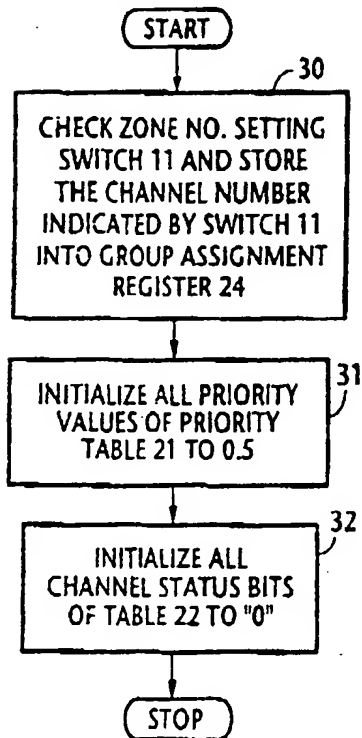 START
30
CHECK ZONE NO. SETTING
SWITCH 11 AND STORE
THE CHANNEL NUMBER
INDICATED BY SWITCH 11
INTO GROUP ASSIGNMENT
REGISTER 24
31
INITIALIZE ALL PRIORITY
VALUES OF PRIORITY
TABLE 21 TO 0.5
32
INITIALIZE ALL
CHANNEL STATUS BITS
OF TABLE 22 TO "0"
STOP